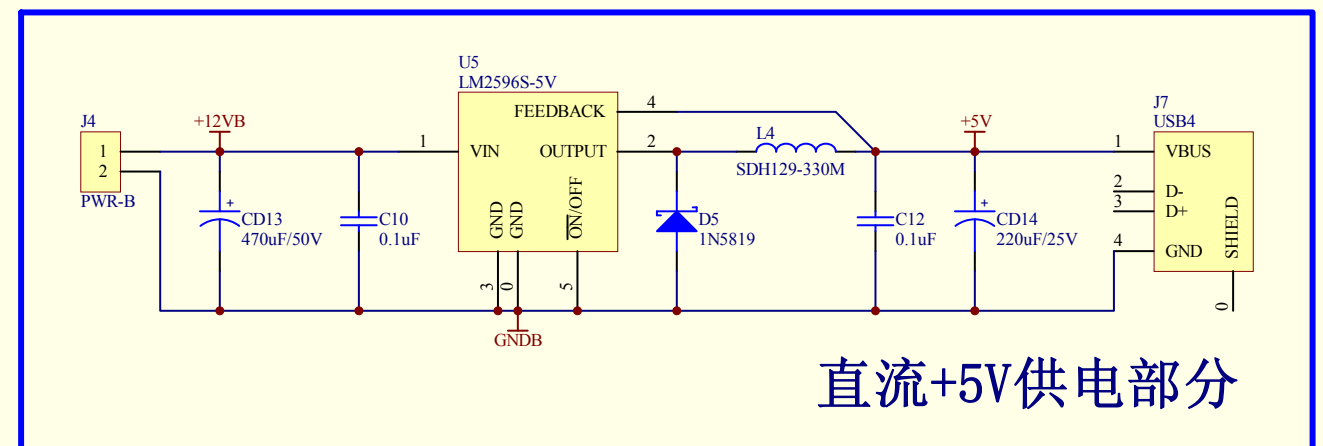 U5
LM2596S-5V
J4
1
2
PWR-B
+12VB
CD13
470uF/50V
C10
0.1uF
1
VIN
FEEDBACK
OUTPUT
GND
GND
ON/OFF
4
2
3
0
5
GNDB
D5
1N5819
L4
SDH129-330M
C12
0.1uF
+5V
CD14
220uF/25V
J7
USB4
1
VBUS
2
D-
3
D+
4
GND
SHIELD
0
直流+5V供电部分